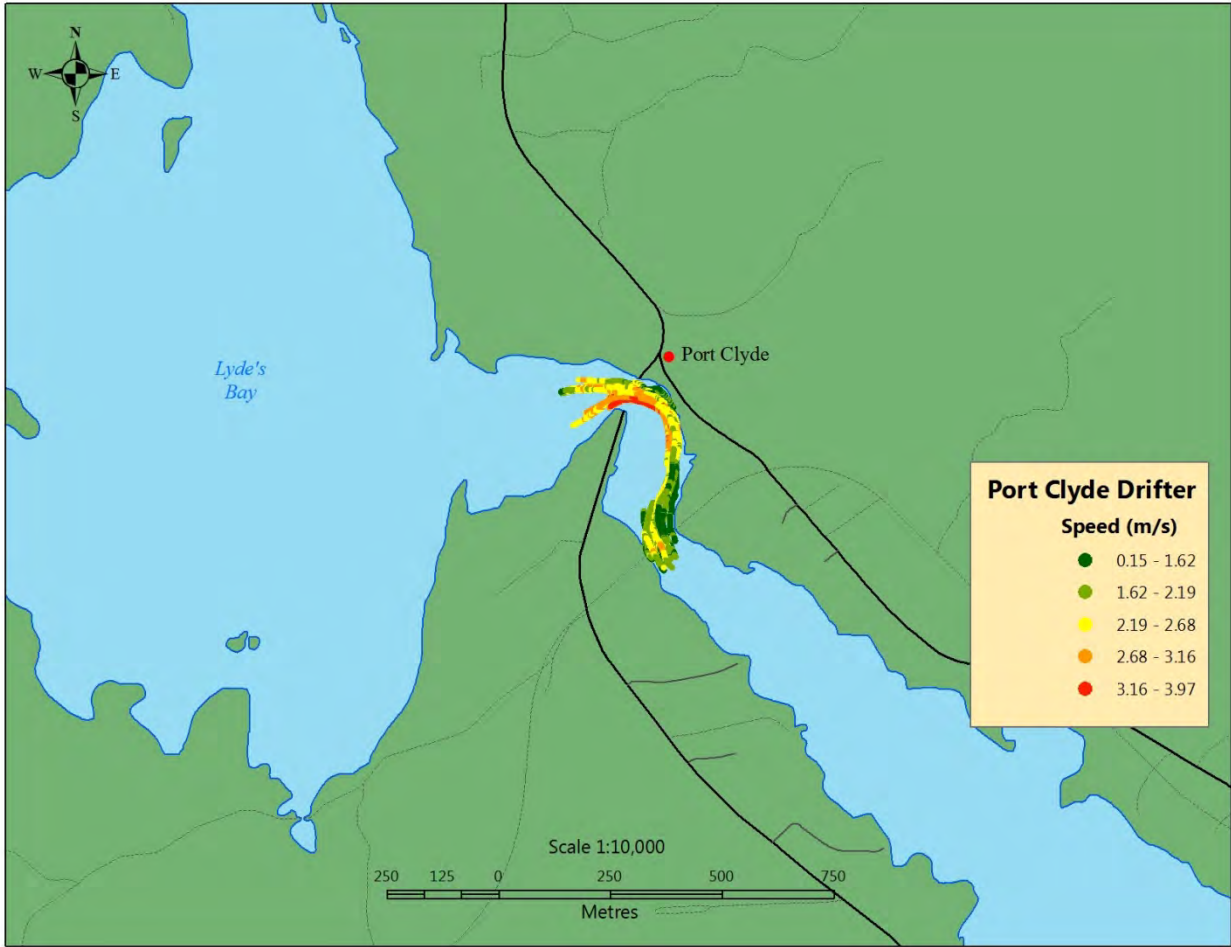 N
W E
S
Port Clyde
Lyde's
Bay
Port Clyde Drifter
Speed (m/s)
0.15 - 1.62
1.62 - 2.19
2.19 - 2.68
2.68 - 3.16
3.16 - 3.97
Scale 1:10,000
250 125 0 250 500 750
Metres